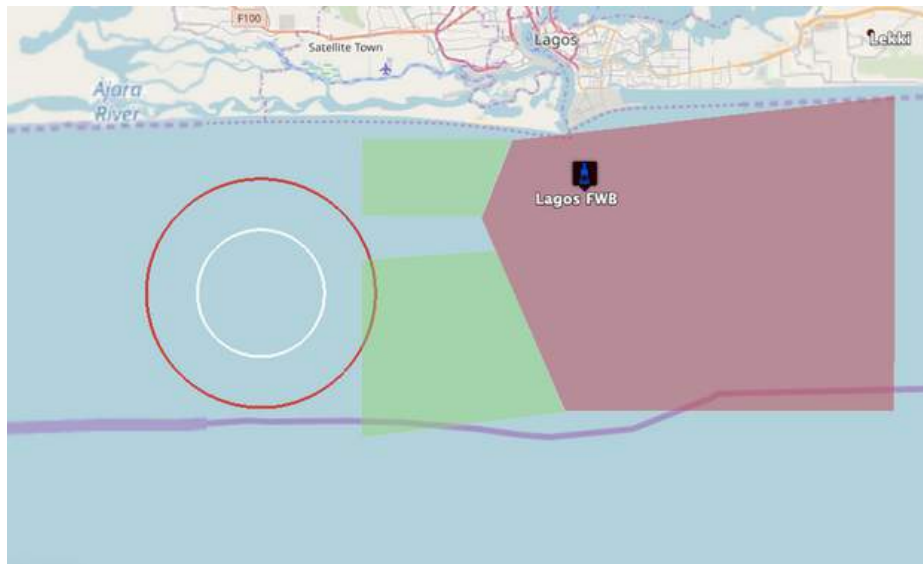 F100
Lagos
Lekki
Satellite Town
Ajara
River
Lagos FWB